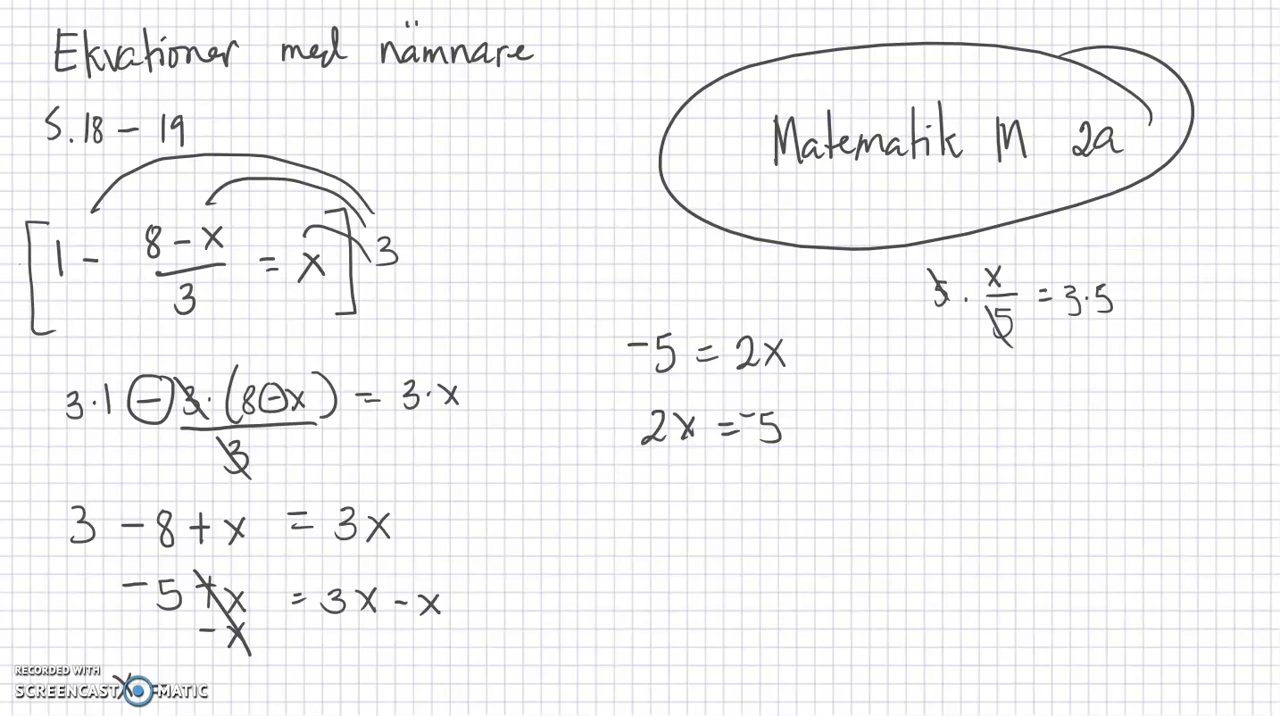 Ekvationer med nämnare
S. 18 - 19
[1 - (8 - x)/3 = x] 3
3·1 - 3·(8-x)/3 = 3·x
3 - 8 + x = 3x
-5 + x - x = 3x - x
Matematik M 2a
5 · x/5 = 3·5
-5 = 2x
2x = -5
RECORDED WITH
SCREENCAST-O-MATIC